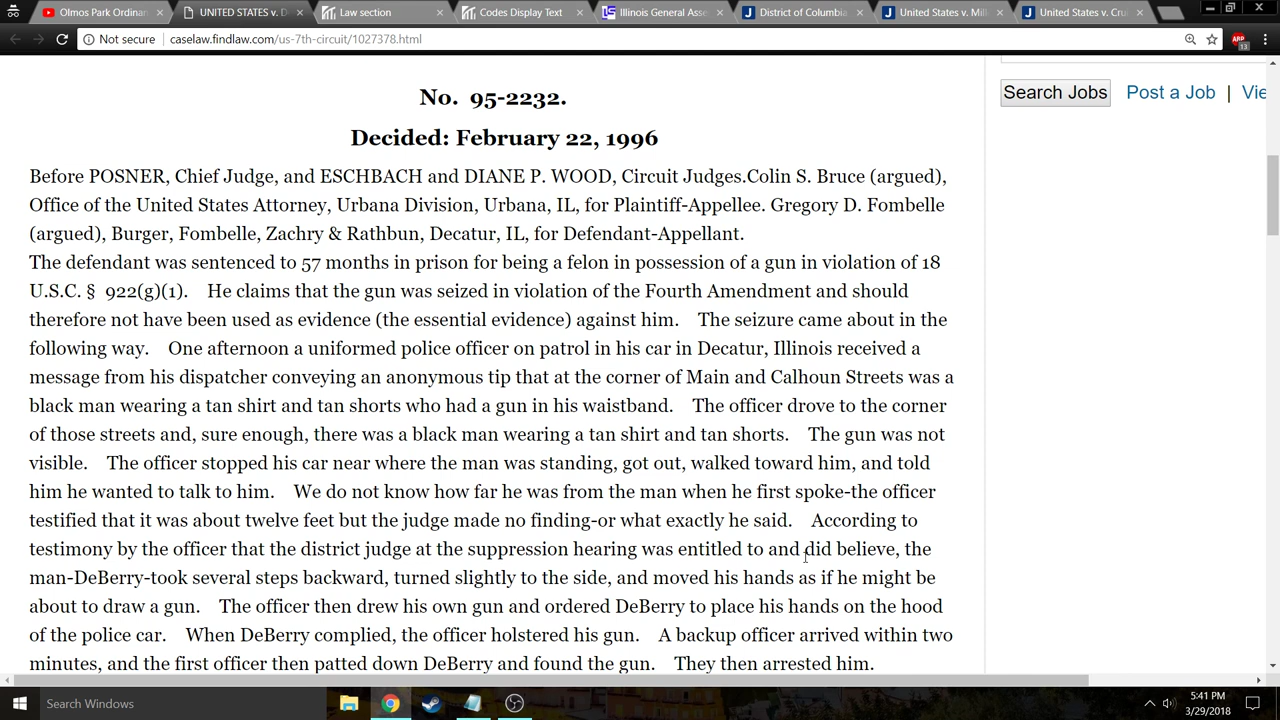 Olmos Park Ordinan
UNITED STATES v. D
Law section
Codes Display Text
Illinois General Asse
District of Columbia
United States v. Mill
United States v. Cru
Not secure
caselaw.findlaw.com/us-7th-circuit/1027378.html
ABP
13
No. 95-2232.
Decided: February 22, 1996
Before POSNER, Chief Judge, and ESCHBACH and DIANE P. WOOD, Circuit Judges.Colin S. Bruce (argued),
Office of the United States Attorney, Urbana Division, Urbana, IL, for Plaintiff-Appellee. Gregory D. Fombelle
(argued), Burger, Fombelle, Zachry & Rathbun, Decatur, IL, for Defendant-Appellant.
The defendant was sentenced to 57 months in prison for being a felon in possession of a gun in violation of 18
U.S.C. § 922(g)(1). He claims that the gun was seized in violation of the Fourth Amendment and should
therefore not have been used as evidence (the essential evidence) against him. The seizure came about in the
following way. One afternoon a uniformed police officer on patrol in his car in Decatur, Illinois received a
message from his dispatcher conveying an anonymous tip that at the corner of Main and Calhoun Streets was a
black man wearing a tan shirt and tan shorts who had a gun in his waistband. The officer drove to the corner
of those streets and, sure enough, there was a black man wearing a tan shirt and tan shorts. The gun was not
visible. The officer stopped his car near where the man was standing, got out, walked toward him, and told
him he wanted to talk to him. We do not know how far he was from the man when he first spoke-the officer
testified that it was about twelve feet but the judge made no finding-or what exactly he said. According to
testimony by the officer that the district judge at the suppression hearing was entitled to and did believe, the
man-DeBerry-took several steps backward, turned slightly to the side, and moved his hands as if he might be
about to draw a gun. The officer then drew his own gun and ordered DeBerry to place his hands on the hood
of the police car. When DeBerry complied, the officer holstered his gun. A backup officer arrived within two
minutes, and the first officer then patted down DeBerry and found the gun. They then arrested him.
Search Jobs
Post a Job | Vie
Search Windows
5:41 PM
3/29/2018